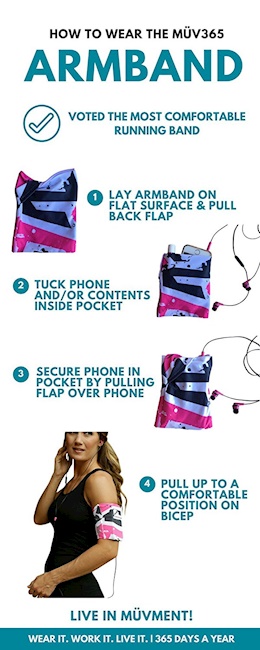 HOW TO WEAR THE MÜV365
ARMBAND
VOTED THE MOST COMFORTABLE
RUNNING BAND
1 LAY ARMBAND ON
FLAT SURFACE & PULL
BACK FLAP
2 TUCK PHONE
AND/OR CONTENTS
INSIDE POCKET
3 SECURE PHONE IN
POCKET BY PULLING
FLAP OVER PHONE
4 PULL UP TO A
COMFORTABLE
POSITION ON
BICEP
LIVE IN MÜVMENT!
WEAR IT. WORK IT. LIVE IT. | 365 DAYS A YEAR